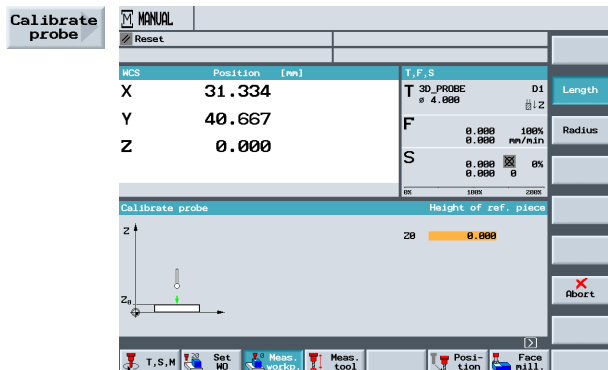 Calibrate
probe
M MANUAL
Reset
WCS Position [mm]
X 31.334
Y 40.667
Z 0.000
T,F,S
T 3D_PROBE D1
ø 4.000 Z
F 0.000 100%
0.000 mm/min
S 0.000 0%
0.000 0
0% 100% 200%
Length
Radius
Calibrate probe Height of ref. piece
Z
Z0
Z0 0.000
Abort
T,S,M
Set
WO
Meas.
workp.
Meas.
tool
Posi-
tion
Face
mill.